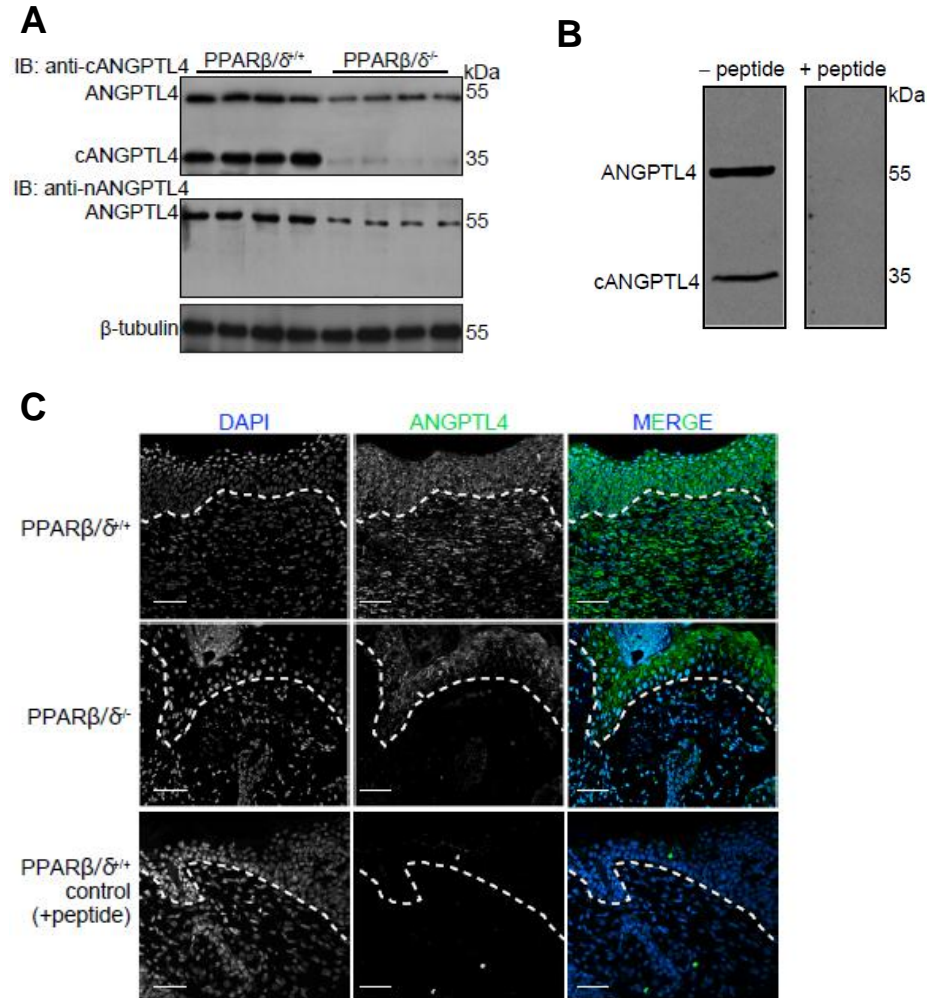 A
IB: anti-cANGPTL4
PPARβ/δ+/+ PPARβ/δ-/-
kDa
ANGPTL4 55
cANGPTL4 35
IB: anti-nANGPTL4
ANGPTL4 55
β-tubulin 55
B
– peptide + peptide
kDa
ANGPTL4 55
cANGPTL4 35
C
DAPI ANGPTL4 MERGE
PPARβ/δ+/+
PPARβ/δ-/-
PPARβ/δ+/+
control
(+peptide)